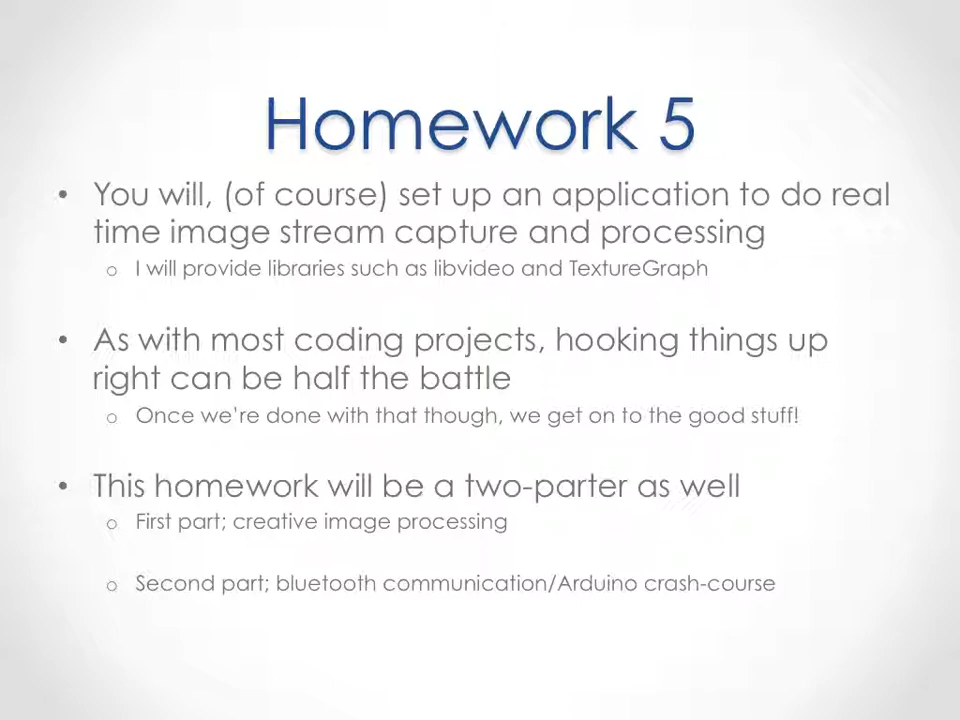 Homework 5
• You will, (of course) set up an application to do real
time image stream capture and processing
o I will provide libraries such as libvideo and TextureGraph
• As with most coding projects, hooking things up
right can be half the battle
o Once we're done with that though, we get on to the good stuff!
• This homework will be a two-parter as well
o First part; creative image processing
o Second part; bluetooth communication/Arduino crash-course